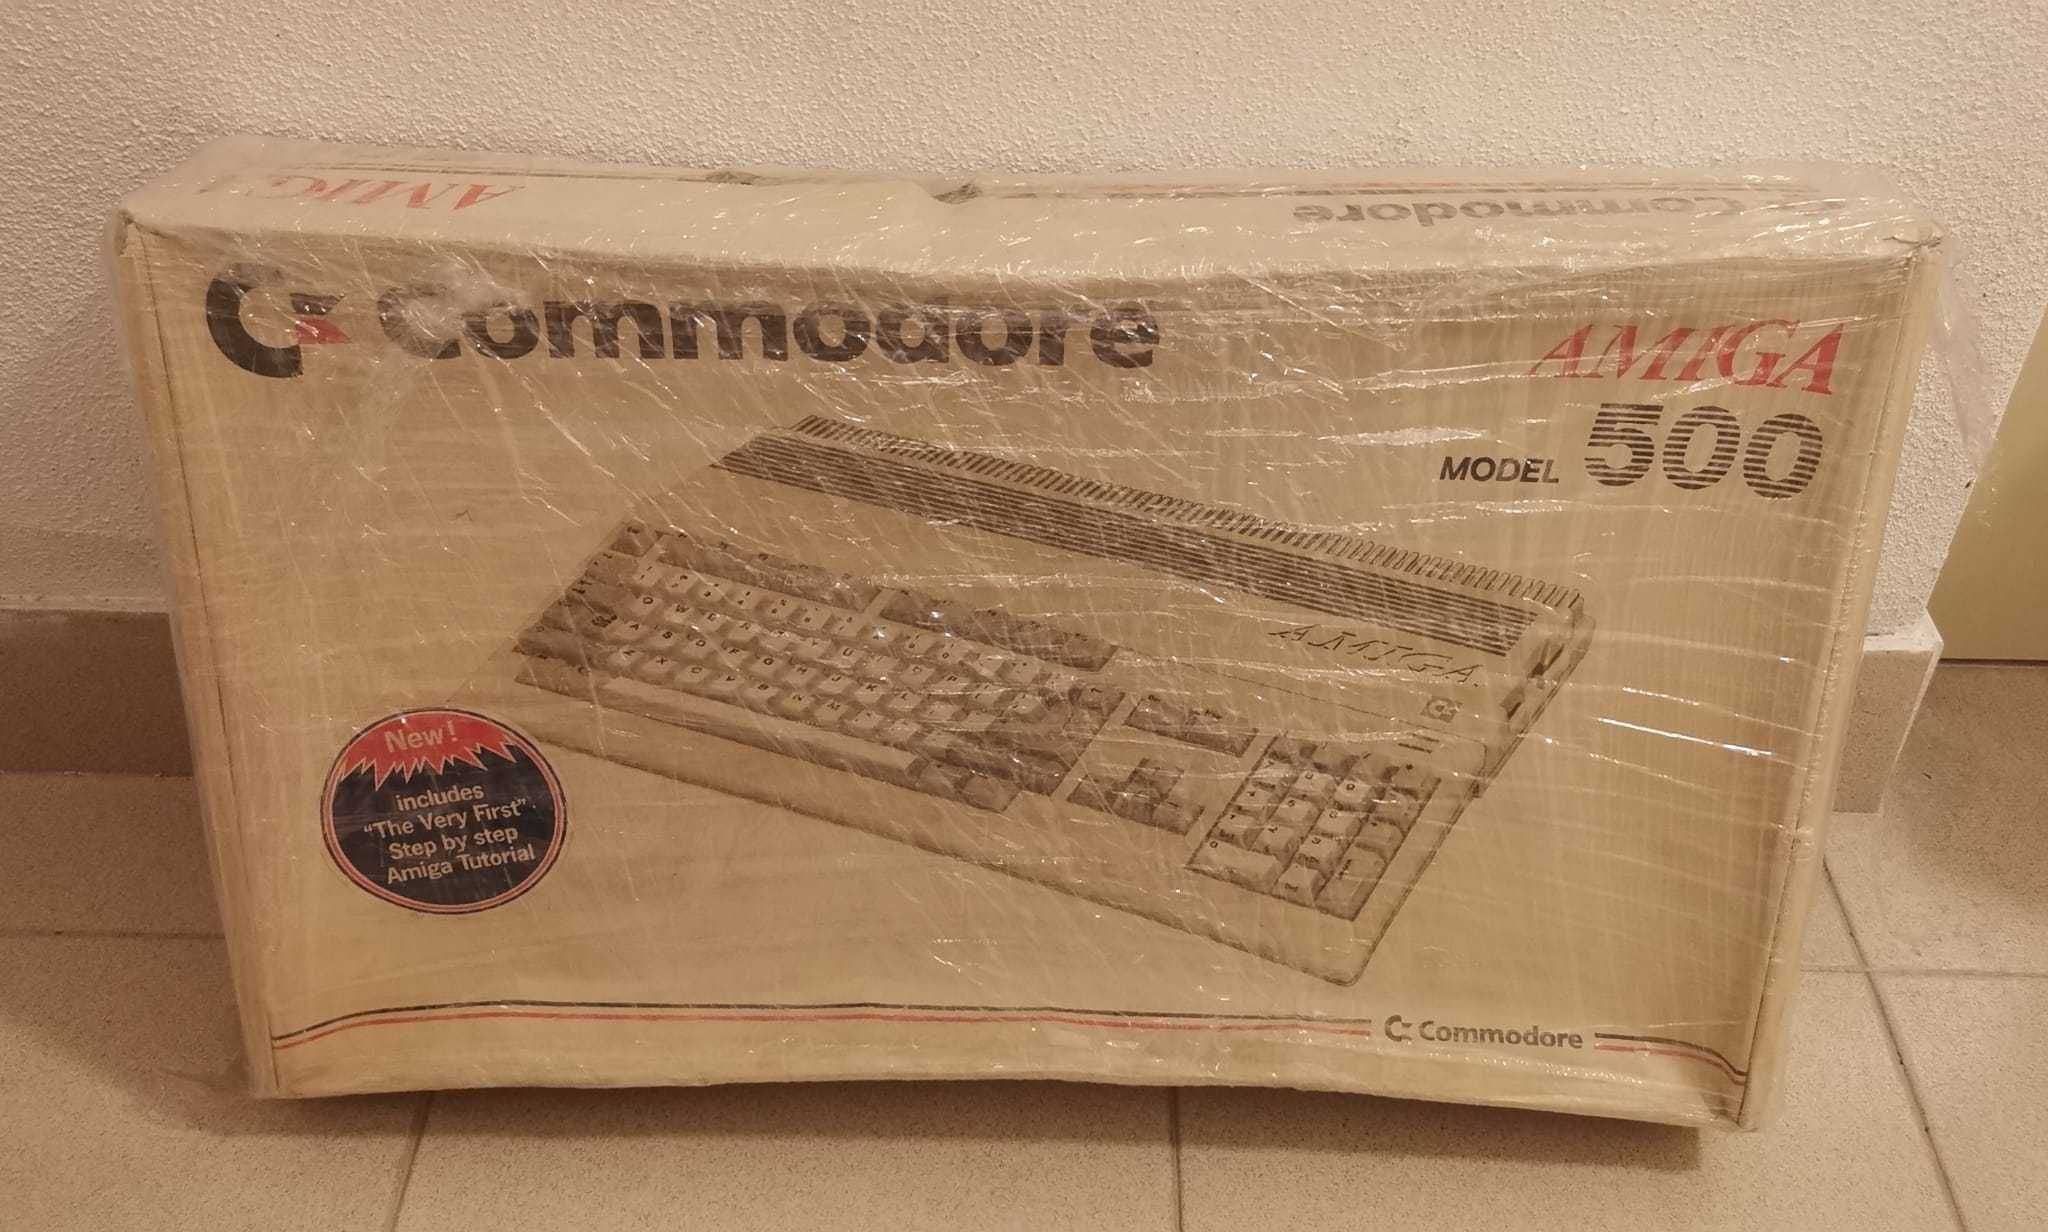 AMIGA
Commodore
Commodore
AMIGA
MODEL 500
AMIGA
New!
includes
"The Very First"
Step by step
Amiga Tutorial
Commodore